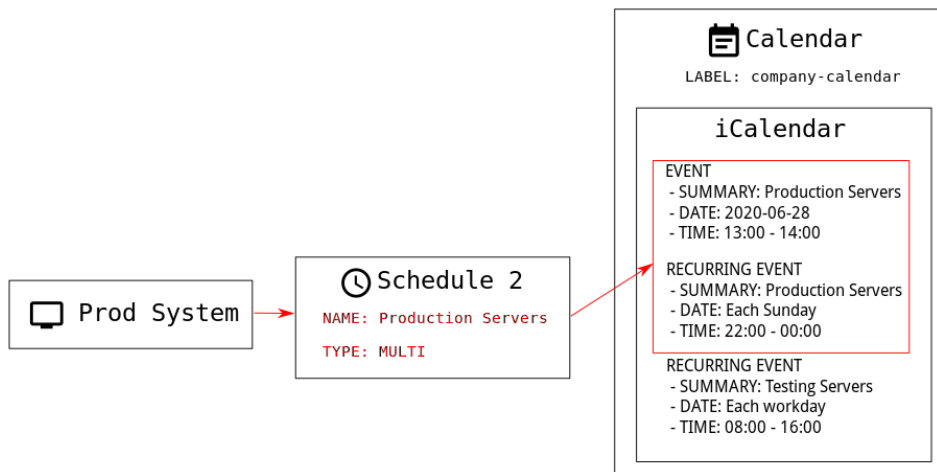 Prod System
Schedule 2
NAME: Production Servers
TYPE: MULTI
Calendar
LABEL: company-calendar
iCalendar
EVENT
- SUMMARY: Production Servers
- DATE: 2020-06-28
- TIME: 13:00 - 14:00
RECURRING EVENT
- SUMMARY: Production Servers
- DATE: Each Sunday
- TIME: 22:00 - 00:00
RECURRING EVENT
- SUMMARY: Testing Servers
- DATE: Each workday
- TIME: 08:00 - 16:00